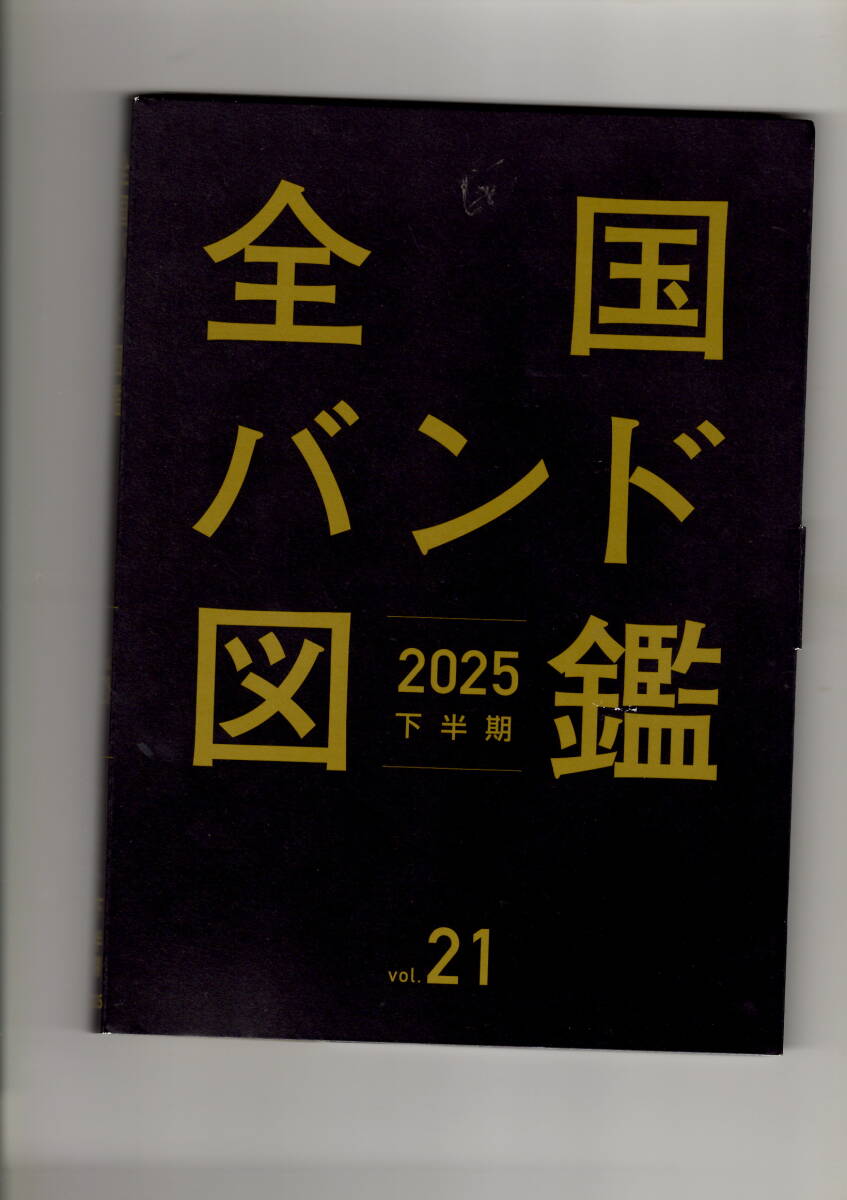 全国
バンド
図鑑
2025
下半期
vol.21